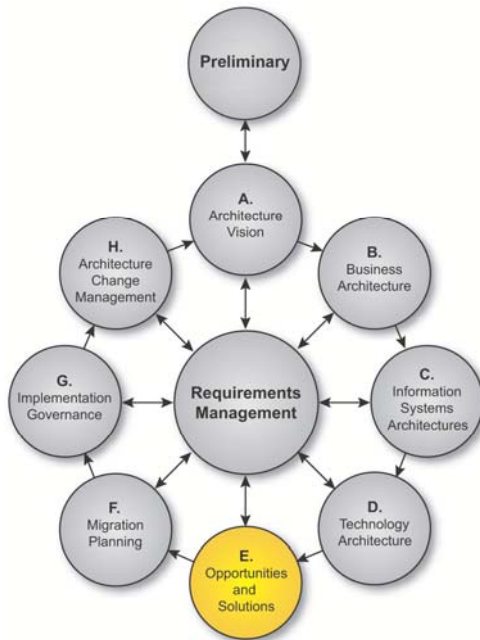 Preliminary
A.
Architecture
Vision
B.
Business
Architecture
C.
Information
Systems
Architectures
D.
Technology
Architecture
E.
Opportunities
and
Solutions
F.
Migration
Planning
G.
Implementation
Governance
H.
Architecture
Change
Management
Requirements
Management